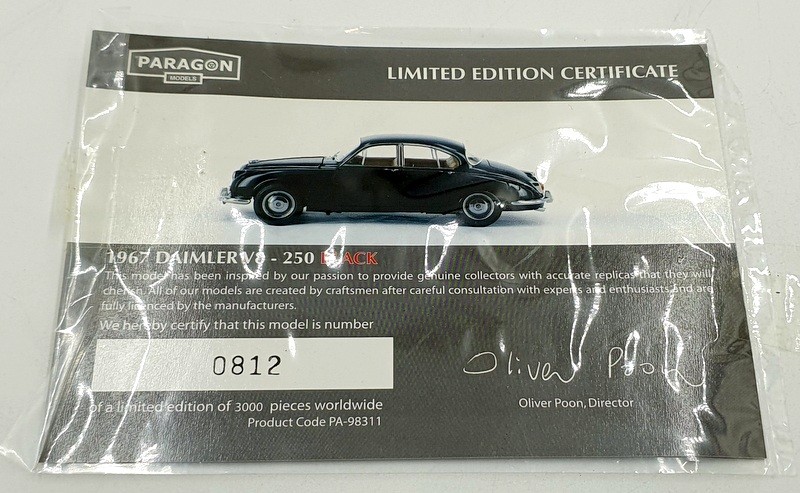 PARAGON
MODELS
LIMITED EDITION CERTIFICATE
1967 DAIMLER V8 - 250 BLACK
This model has been inspired by our passion to provide genuine collectors with accurate replicas that they will
cherish. All of our models are created by craftsmen after careful consultation with experts and enthusiasts and are
fully licenced by the manufacturers.
We hereby certify that this model is number
0812
Oliver Poon
of a limited edition of 3000 pieces worldwide
Oliver Poon, Director
Product Code PA-98311